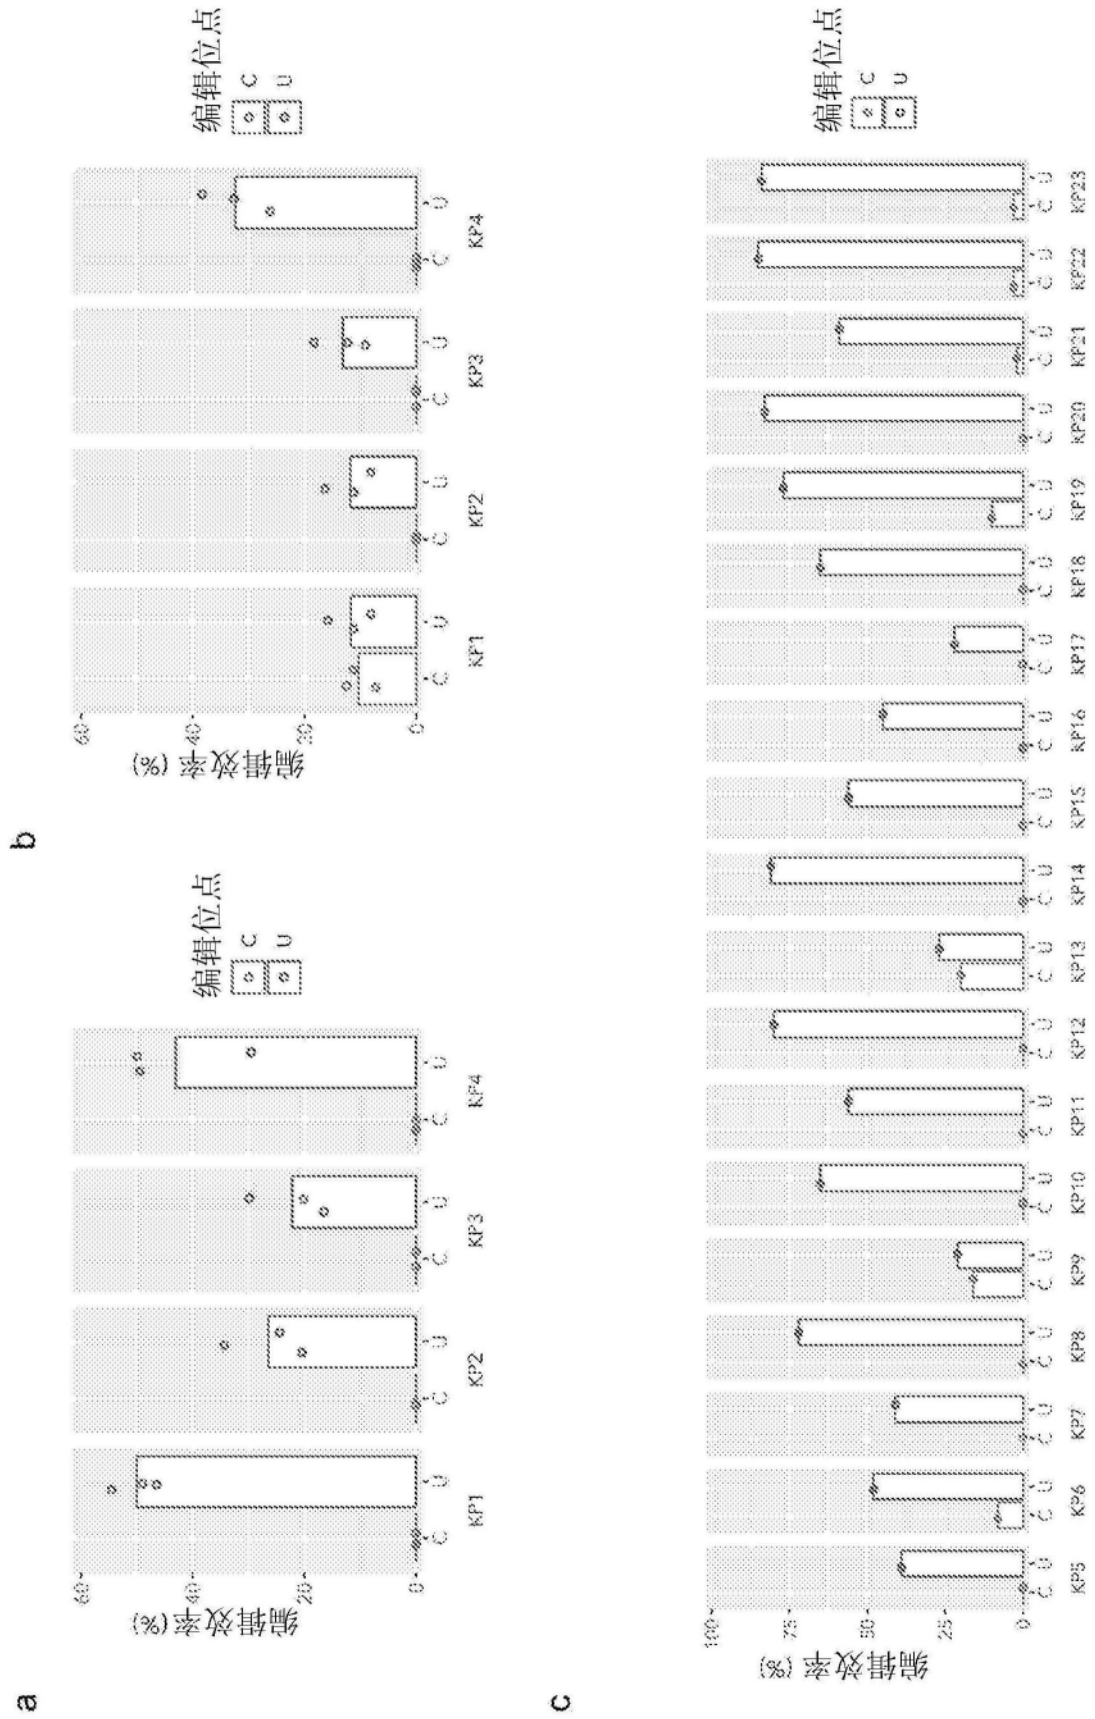 a
编辑效率 (%)
60
40
20
0
C U C U C U C U
KP1 KP2 KP3 KP4
编辑位点
C
U
b
编辑效率 (%)
60
40
20
0
C U C U C U C U
KP1 KP2 KP3 KP4
编辑位点
C
U
c
编辑效率 (%)
100
75
50
25
0
C U C U C U C U C U C U C U C U C U C U C U C U C U C U C U C U C U C U C U
KP5 KP6 KP7 KP8 KP9 KP10 KP11 KP12 KP13 KP14 KP15 KP16 KP17 KP18 KP19 KP20 KP21 KP22 KP23
编辑位点
C
U